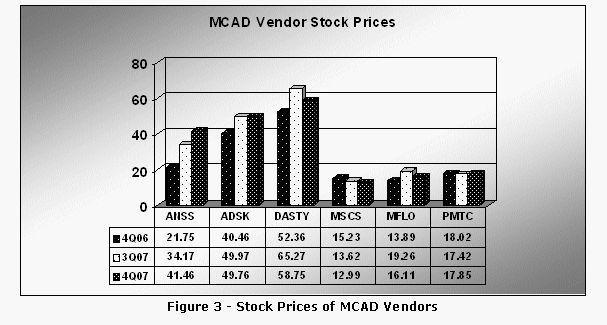 MCAD Vendor Stock Prices
80
60
40
20
0
ANSS ADSK DASTY MSCS MFLO PMTC
4Q06 21.75 40.46 52.36 15.23 13.89 18.02
3Q07 34.17 49.97 65.27 13.62 19.26 17.42
4Q07 41.46 49.76 58.75 12.99 16.11 17.85
Figure 3 - Stock Prices of MCAD Vendors